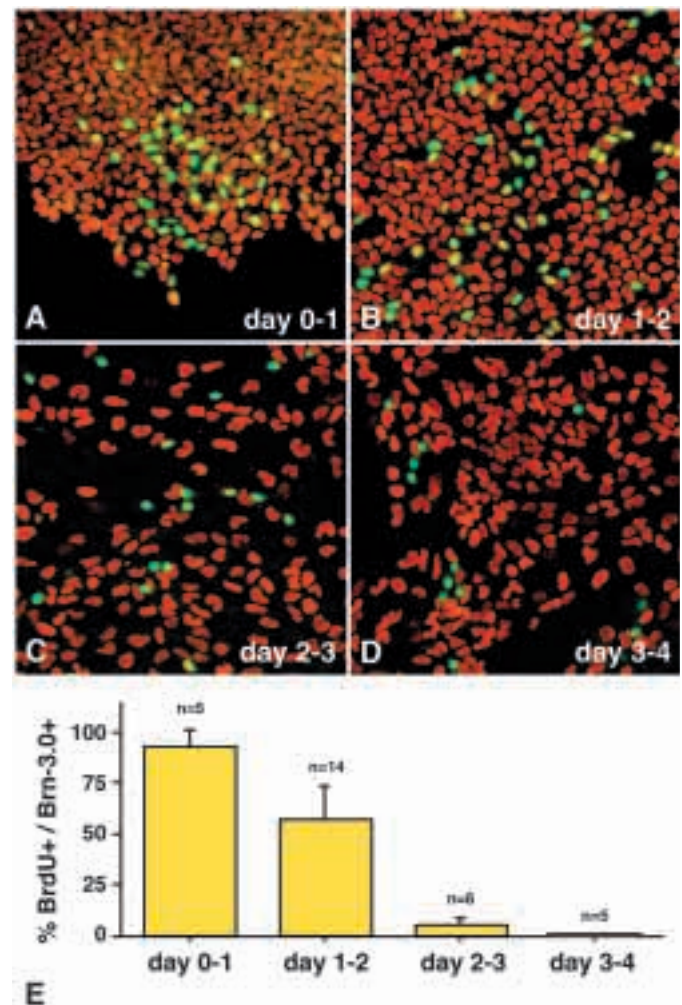 A day 0-1
B day 1-2
C day 2-3
D day 3-4
% BrdU+ / Brn-3.0+
100
75
50
25
0
n=5
n=14
n=6
n=5
day 0-1 day 1-2 day 2-3 day 3-4
E